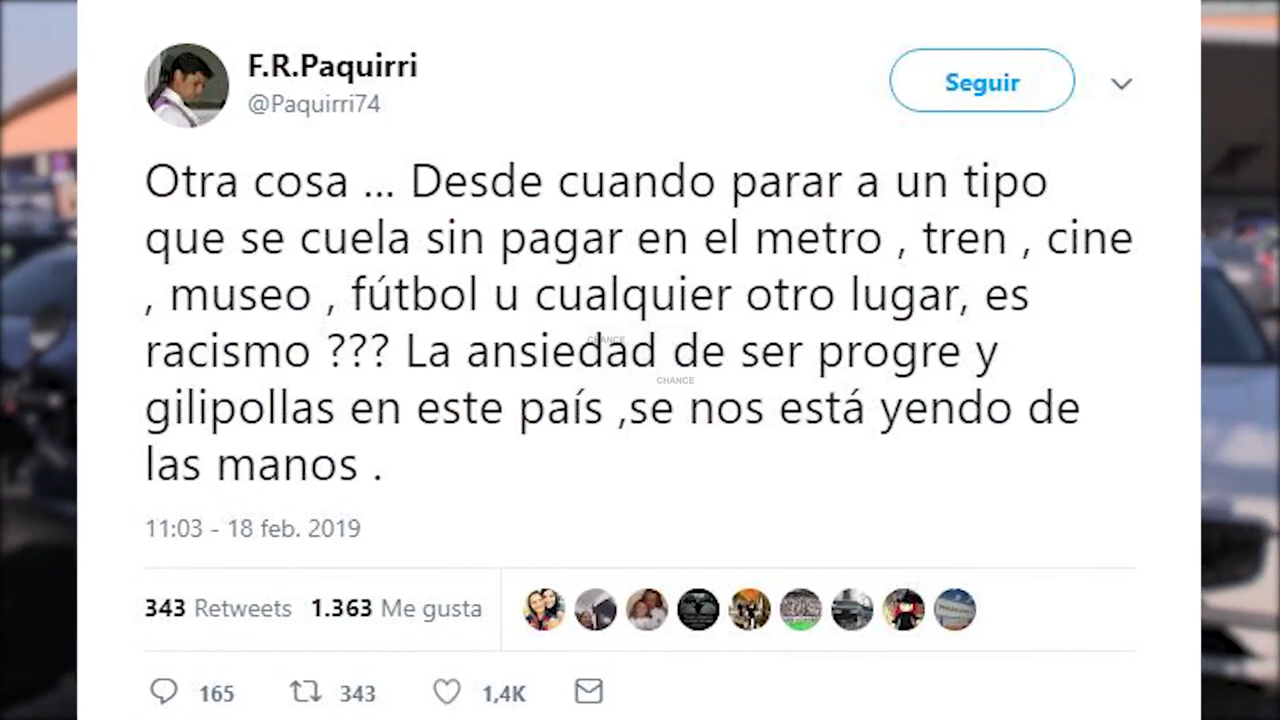 F.R.Paquirri
@Paquirri74
Seguir
Otra cosa ... Desde cuando parar a un tipo
que se cuela sin pagar en el metro , tren , cine
, museo , fútbol u cualquier otro lugar, es
racismo ??? La ansiedad de ser progre y
gilipollas en este país ,se nos está yendo de
las manos .
CHANCE
CHANCE
11:03 - 18 feb. 2019
343 Retweets 1.363 Me gusta
165 343 1,4K